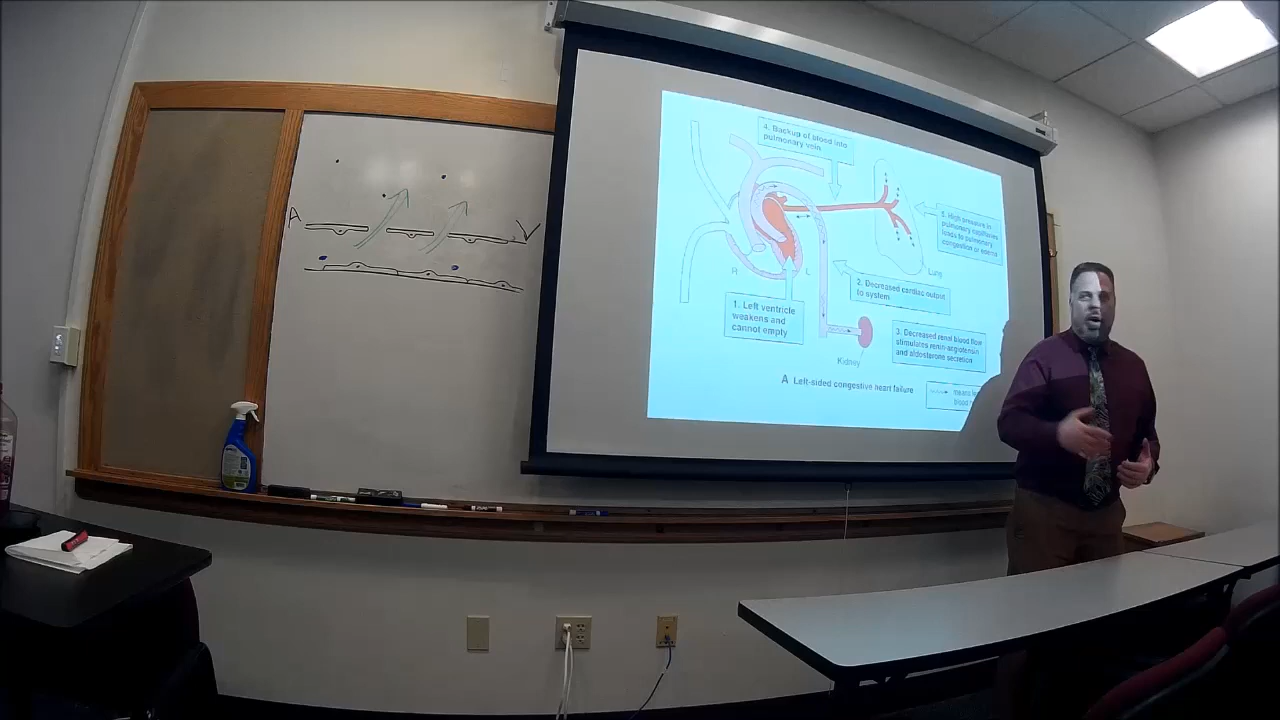 A
V
4. Backup of blood into
pulmonary vein
5. High pressure in
pulmonary capillaries
leads to pulmonary
congestion or edema
Lung
R
L
2. Decreased cardiac output
to system
1. Left ventricle
weakens and
cannot empty
3. Decreased renal blood flow
stimulates renin-angiotensin
and aldosterone secretion
Kidney
A Left-sided congestive heart failure
means
blood